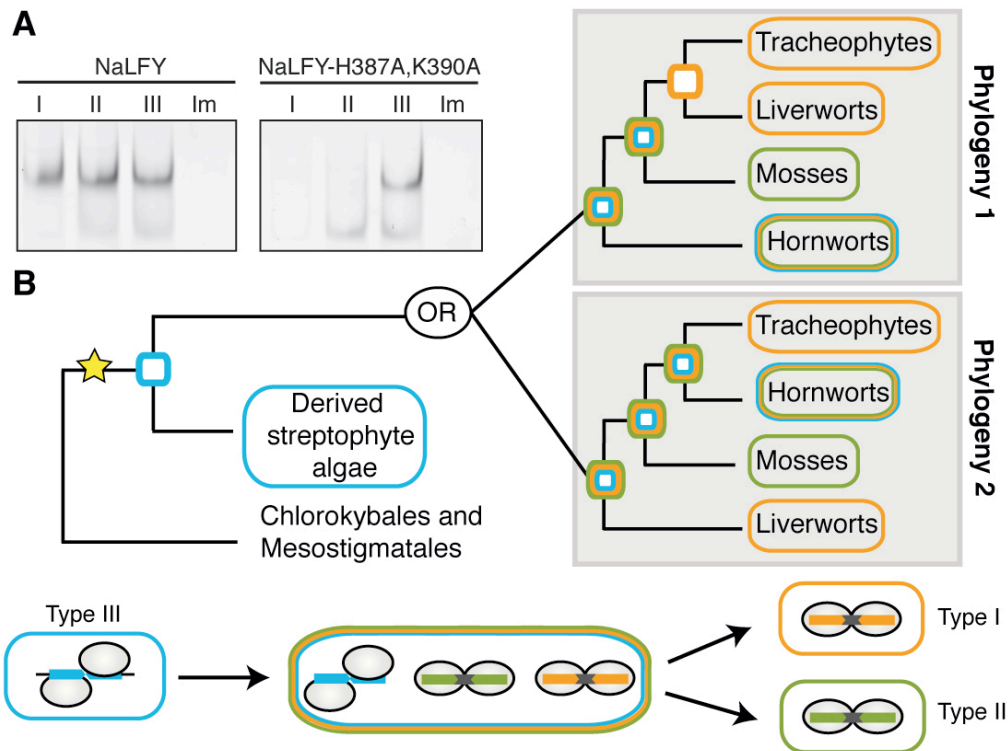 A
NaLFY
I II III Im
NaLFY-H387A,K390A
I II III Im
B
OR
Derived
streptophyte
algae
Chlorokybales and
Mesostigmatales
Tracheophytes
Liverworts
Mosses
Hornworts
Phylogeny 1
Tracheophytes
Hornworts
Mosses
Liverworts
Phylogeny 2
Type III
Type I
Type II